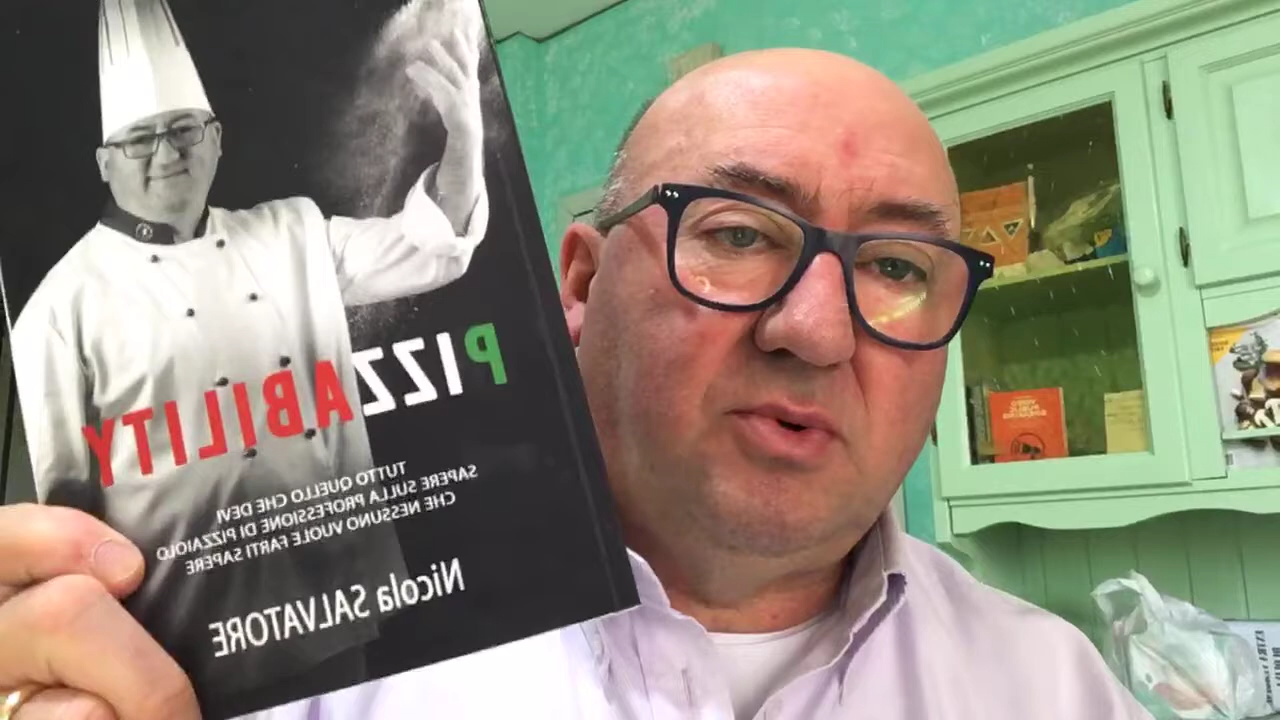 PIZZABILITY
TUTTO QUELLO CHE DEVI
SAPERE SULLA PROFESSIONE DI PIZZAIOLO
CHE NESSUNO VUOLE FARTI SAPERE
Nicola SALVATORE